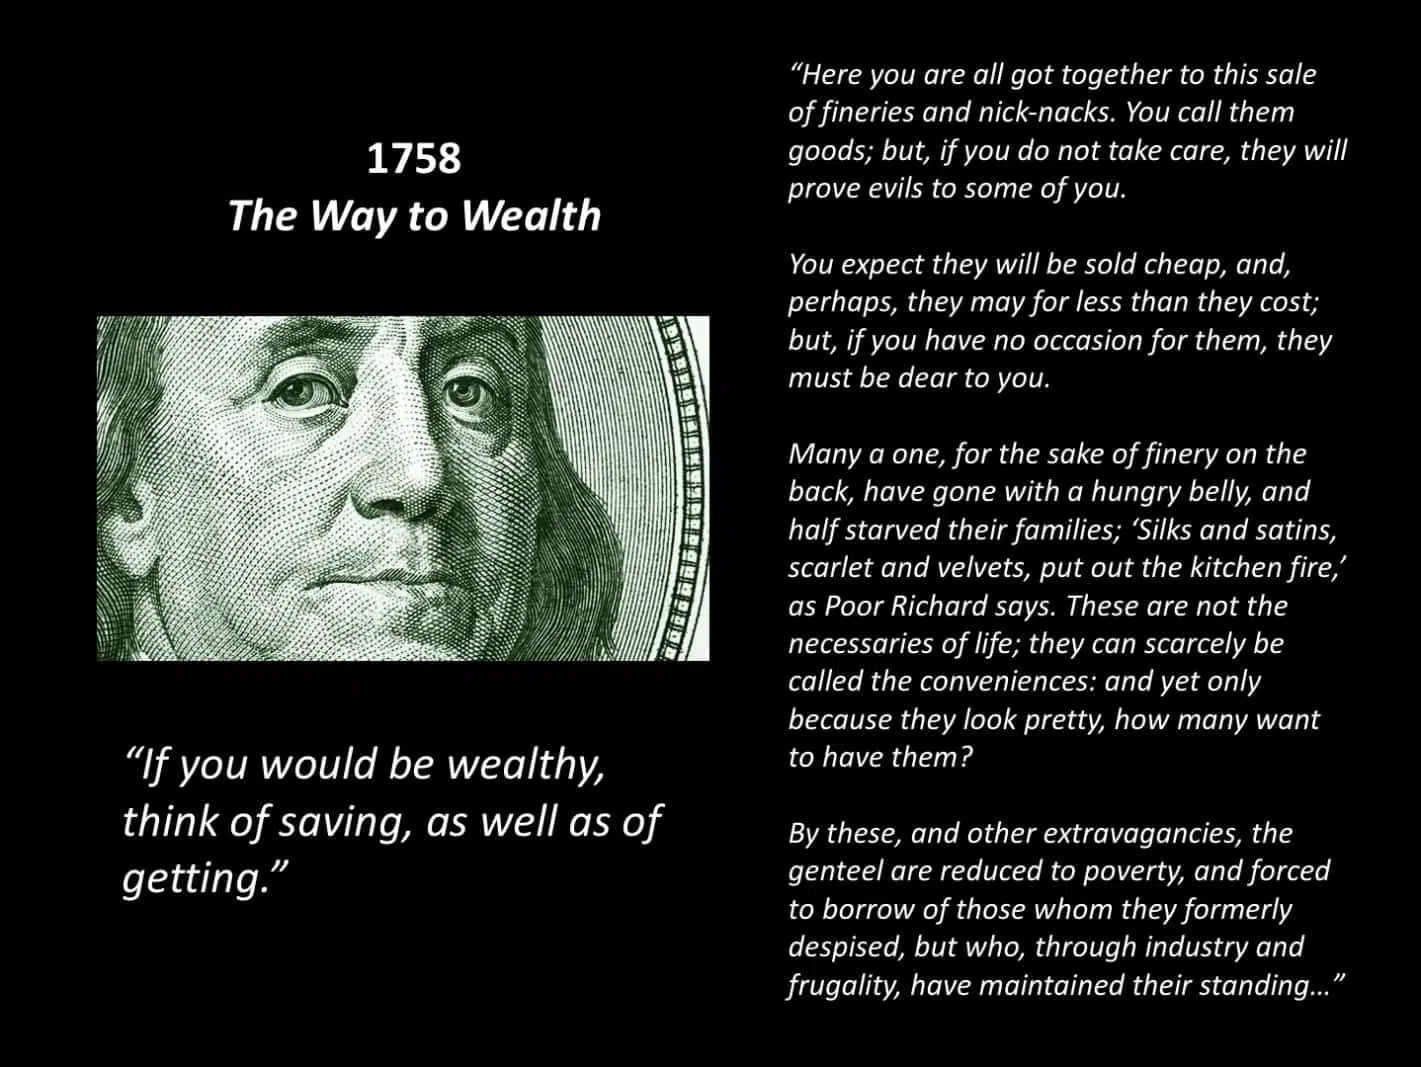 1758
The Way to Wealth
“If you would be wealthy,
think of saving, as well as of
getting.”
“Here you are all got together to this sale
of fineries and nick-nacks. You call them
goods; but, if you do not take care, they will
prove evils to some of you.
You expect they will be sold cheap, and,
perhaps, they may for less than they cost;
but, if you have no occasion for them, they
must be dear to you.
Many a one, for the sake of finery on the
back, have gone with a hungry belly, and
half starved their families; ‘Silks and satins,
scarlet and velvets, put out the kitchen fire,’
as Poor Richard says. These are not the
necessaries of life; they can scarcely be
called the conveniences: and yet only
because they look pretty, how many want
to have them?
By these, and other extravagancies, the
genteel are reduced to poverty, and forced
to borrow of those whom they formerly
despised, but who, through industry and
frugality, have maintained their standing…”